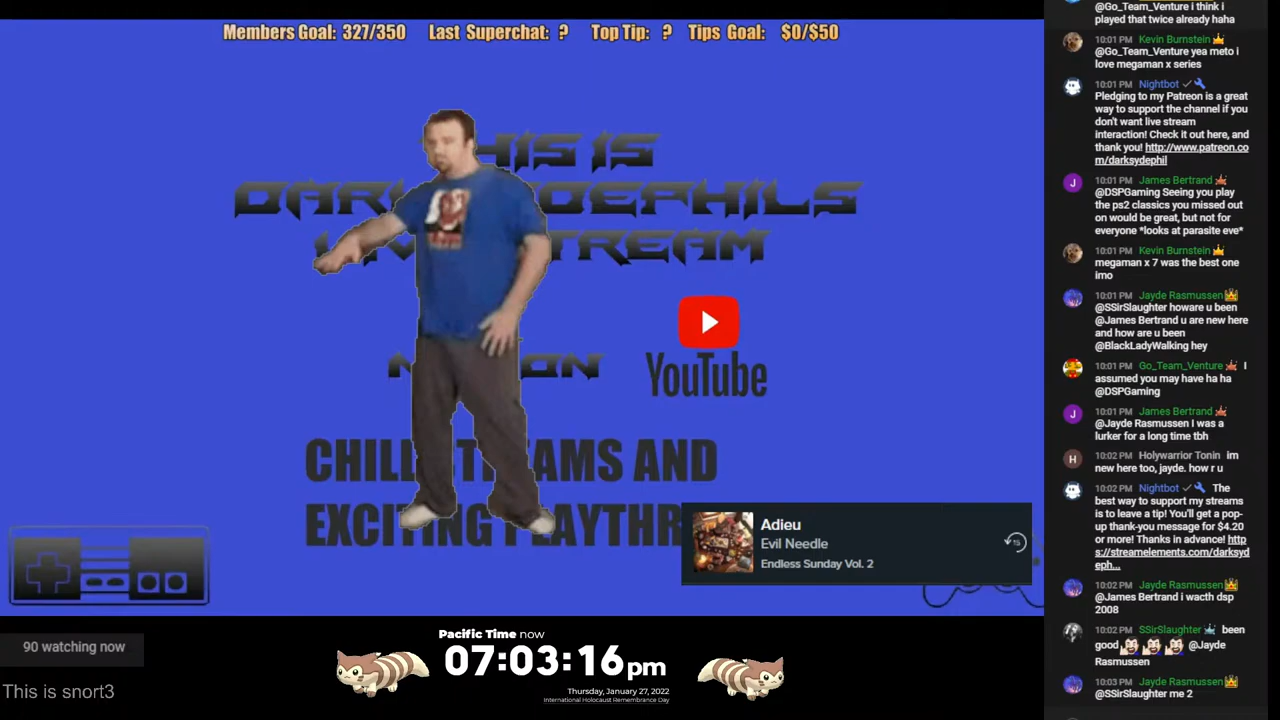 Members Goal: 327/350 Last Superchat: ? Top Tip: ? Tips Goal: $0/$50
HIS IS
STREAM
YouTube
CHILL STREAMS AND
Adieu
Evil Needle
Endless Sunday Vol. 2
15
90 watching now
This is snort3
Pacific Time now
07:03:16pm
Thursday, January 27, 2022
International Holocaust Remembrance Day
@Go_Team_Venture i think i
played that twice already haha
10:01 PM Kevin Burnstein
@Go_Team_Venture yea meto i
love megaman x series
10:01 PM Nightbot
Pledging to my Patreon is a great
way to support the channel if you
don't want live stream
interaction! Check it out here, and
thank you! http://www.patreon.co
m/darksydephil
10:01 PM James Bertrand
@DSPGaming Seeing you play
the ps2 classics you missed out
on would be great, but not for
everyone *looks at parasite eve*
10:01 PM Kevin Burnstein
megaman x 7 was the best one
imo
10:01 PM Jayde Rasmussen
@SSirSlaughter howare u been
@James Bertrand u are new here
and how are u been
@BlackLadyWalking hey
10:01 PM Go_Team_Venture I
assumed you may have ha ha
@DSPGaming
10:01 PM James Bertrand
@Jayde Rasmussen I was a
lurker for a long time tbh
10:02 PM Holywarrior Tonin im
new here too, jayde. how r u
10:02 PM Nightbot The
best way to support my streams
is to leave a tip! You'll get a pop-
up thank-you message for $4.20
or more! Thanks in advance! http
s://streamelements.com/darksyd
eph...
10:02 PM Jayde Rasmussen
@James Bertrand i wacth dsp
2008
10:02 PM SSirSlaughter been
good @Jayde
Rasmussen
10:03 PM Jayde Rasmussen
@SSirSlaughter me 2